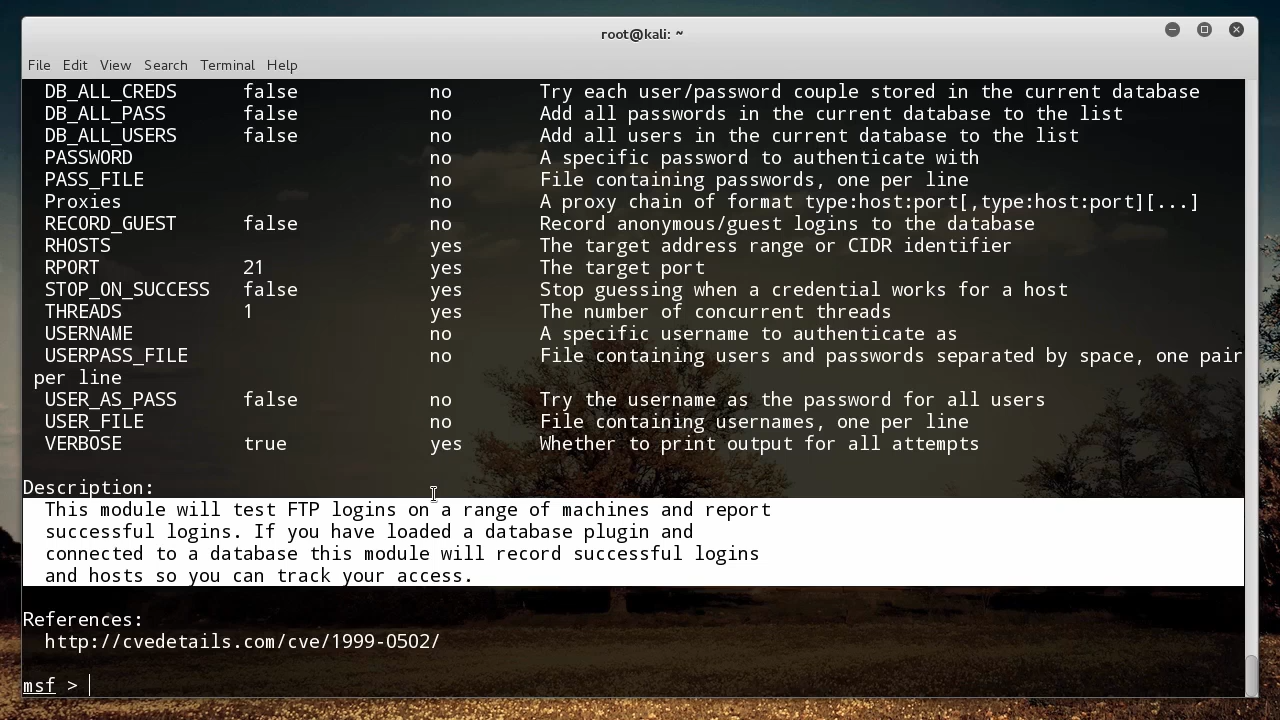 root@kali: ~
File Edit View Search Terminal Help
DB_ALL_CREDS false no Try each user/password couple stored in the current database
DB_ALL_PASS false no Add all passwords in the current database to the list
DB_ALL_USERS false no Add all users in the current database to the list
PASSWORD no A specific password to authenticate with
PASS_FILE no File containing passwords, one per line
Proxies no A proxy chain of format type:host:port[,type:host:port][...]
RECORD_GUEST false no Record anonymous/guest logins to the database
RHOSTS yes The target address range or CIDR identifier
RPORT 21 yes The target port
STOP_ON_SUCCESS false yes Stop guessing when a credential works for a host
THREADS 1 yes The number of concurrent threads
USERNAME no A specific username to authenticate as
USERPASS_FILE no File containing users and passwords separated by space, one pair
per line
USER_AS_PASS false no Try the username as the password for all users
USER_FILE no File containing usernames, one per line
VERBOSE true yes Whether to print output for all attempts
Description:
This module will test FTP logins on a range of machines and report
successful logins. If you have loaded a database plugin and
connected to a database this module will record successful logins
and hosts so you can track your access.
References:
http://cvedetails.com/cve/1999-0502/
msf >